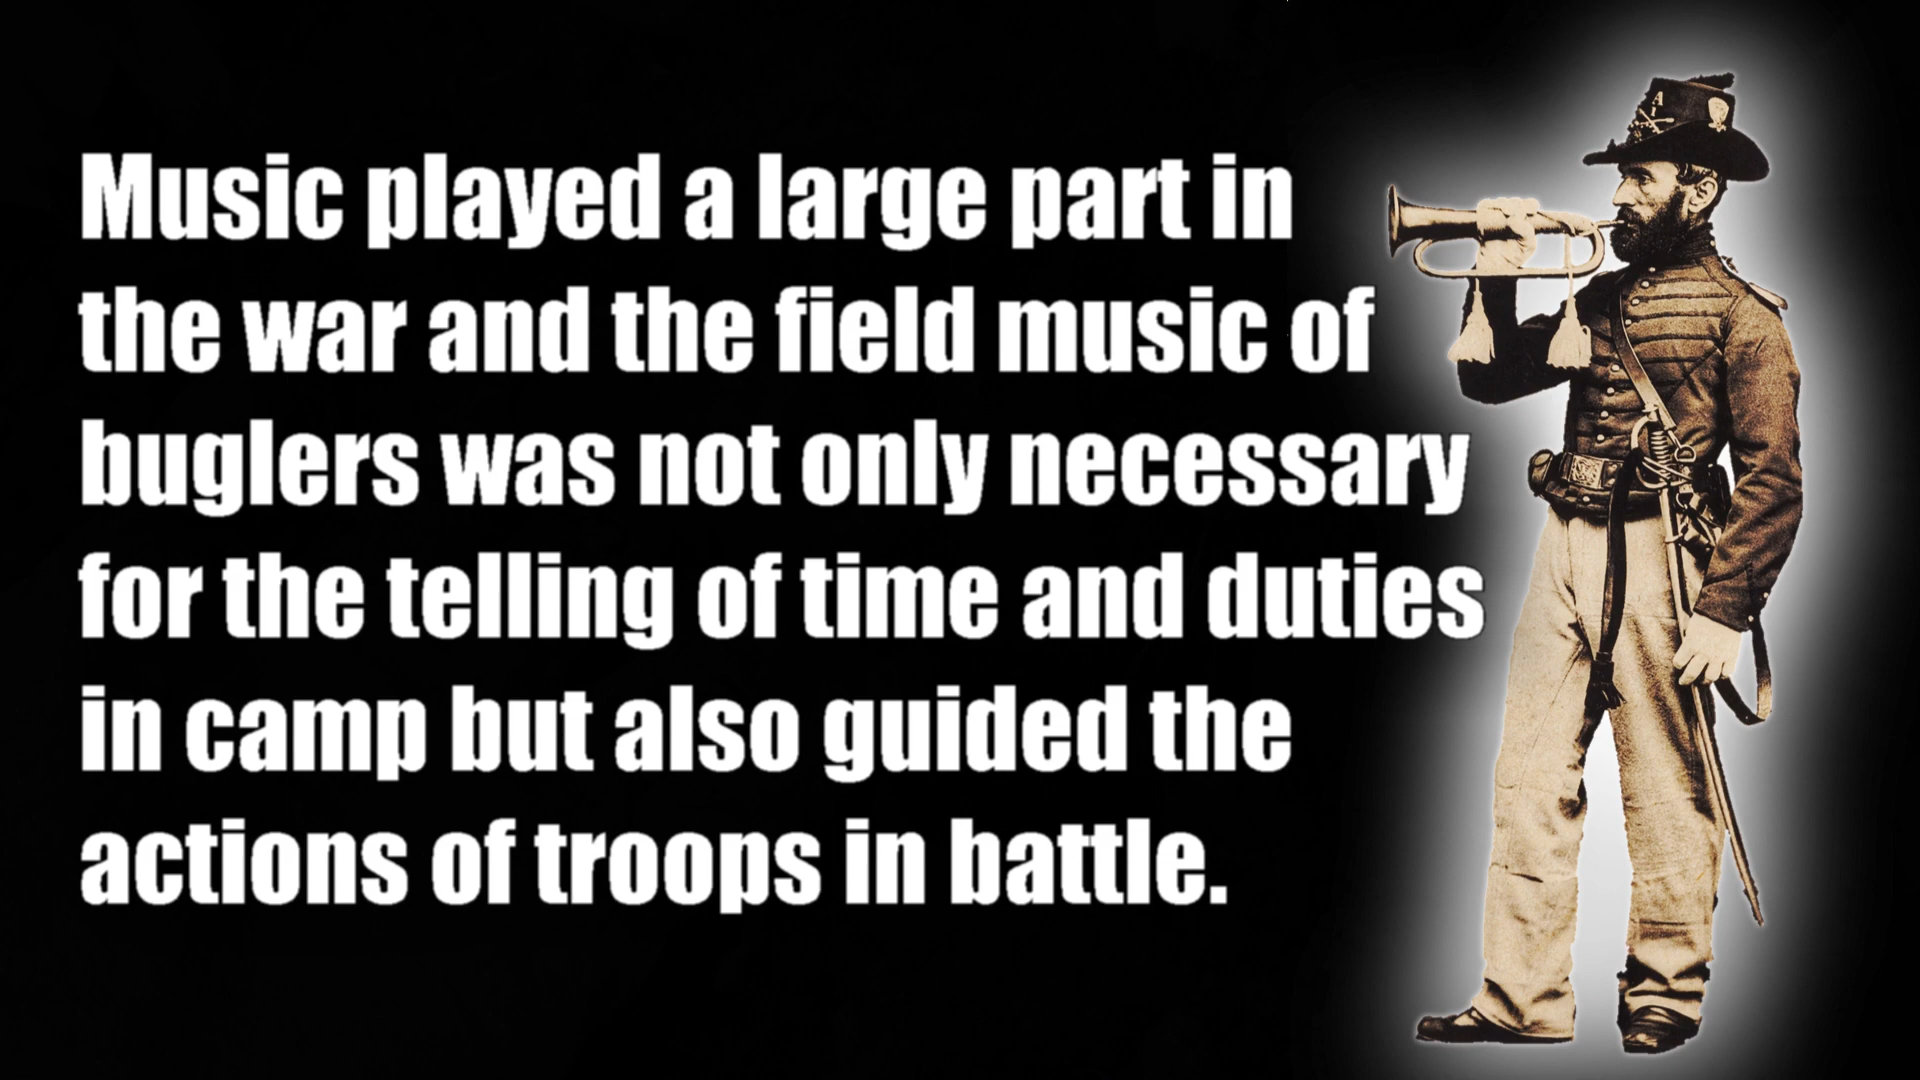 Music played a large part in
the war and the field music of
buglers was not only necessary
for the telling of time and duties
in camp but also guided the
actions of troops in battle.
A
1